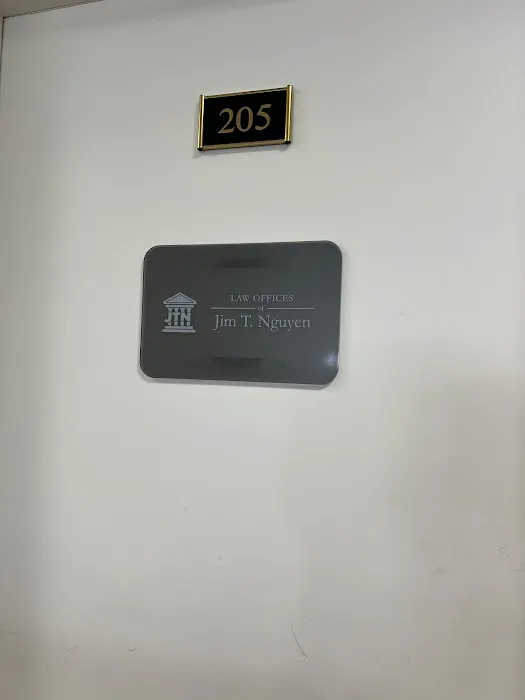 205
LAW OFFICES
of
Jim T. Nguyen
JTN